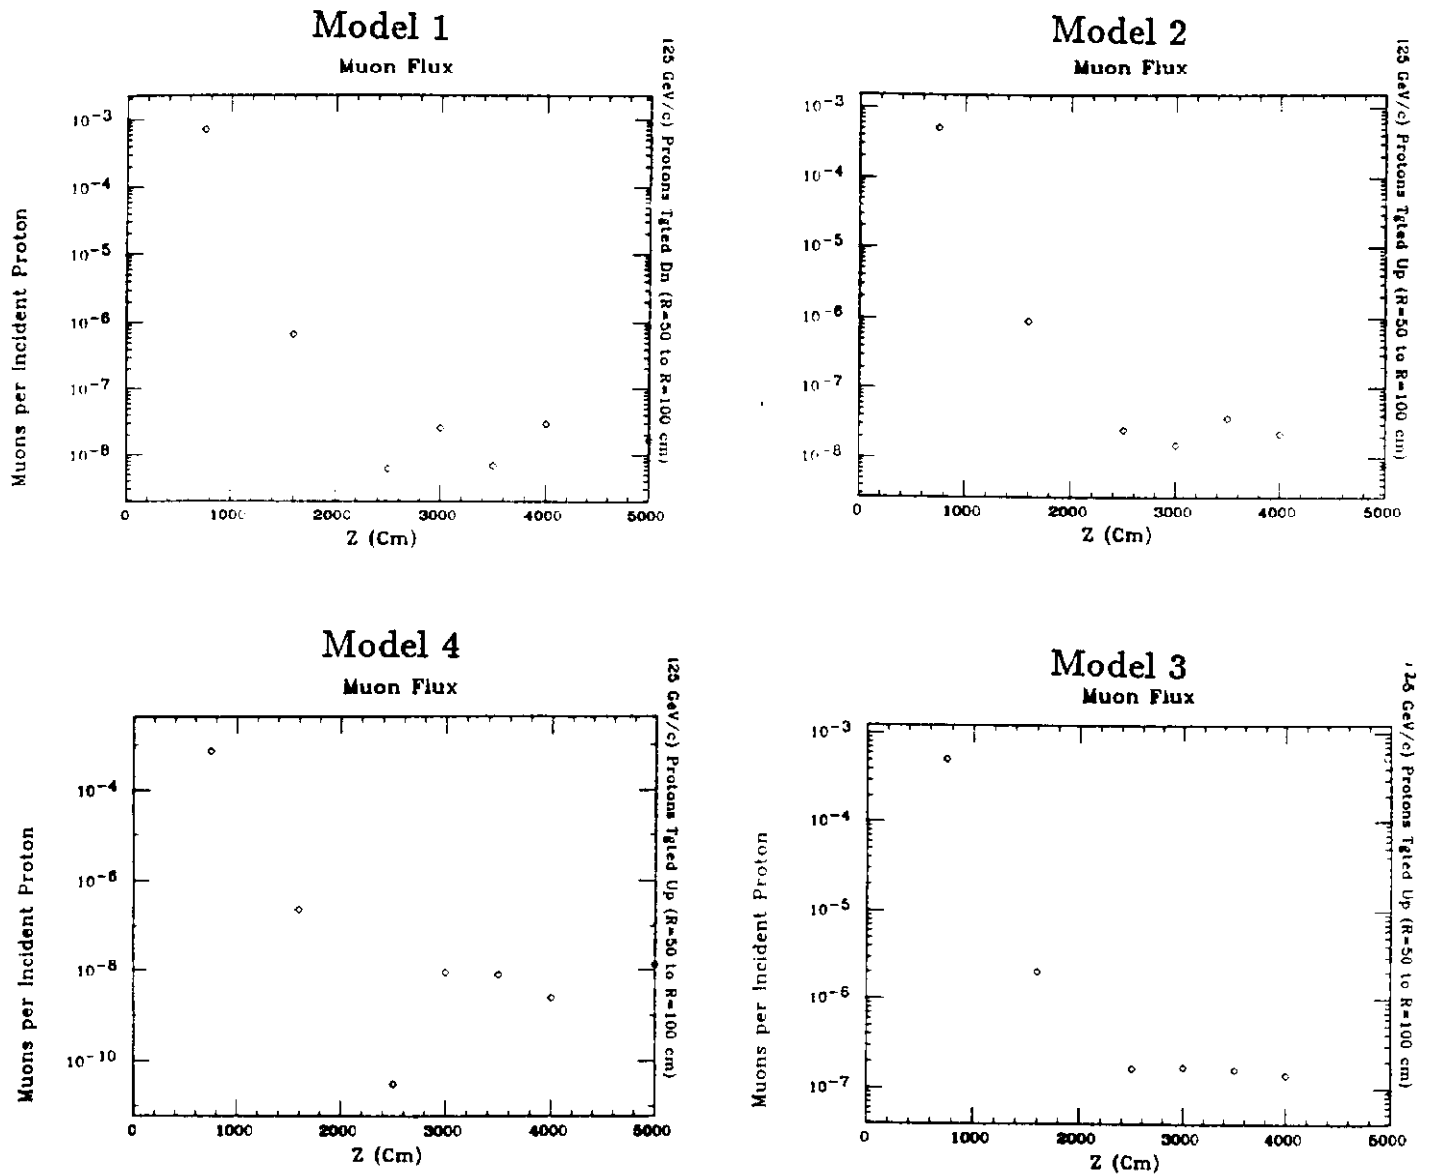 Model 1
Muon Flux
125 GeV/c) Protons Tgted Dn (R=50 to R=100 cm)
Muons per Incident Proton
10-3
10-4
10-5
10-6
10-7
10-8
0 1000 2000 3000 4000 5000
Z (Cm)
Model 2
Muon Flux
125 GeV/c) Protons Tgted Up (R=50 to R=100 cm)
10-3
10-4
10-5
10-6
10-7
10-8
0 1000 2000 3000 4000 5000
Z (Cm)
Model 4
Muon Flux
125 GeV/c) Protons Tgted Up (R=50 to R=100 cm)
Muons per Incident Proton
10-4
10-6
10-8
10-10
0 1000 2000 3000 4000 5000
Z (Cm)
Model 3
Muon Flux
125 GeV/c) Protons Tgted Up (R=50 to R=100 cm)
Muons per Incident Proton
10-3
10-4
10-5
10-6
10-7
0 1000 2000 3000 4000 5000
Z (Cm)